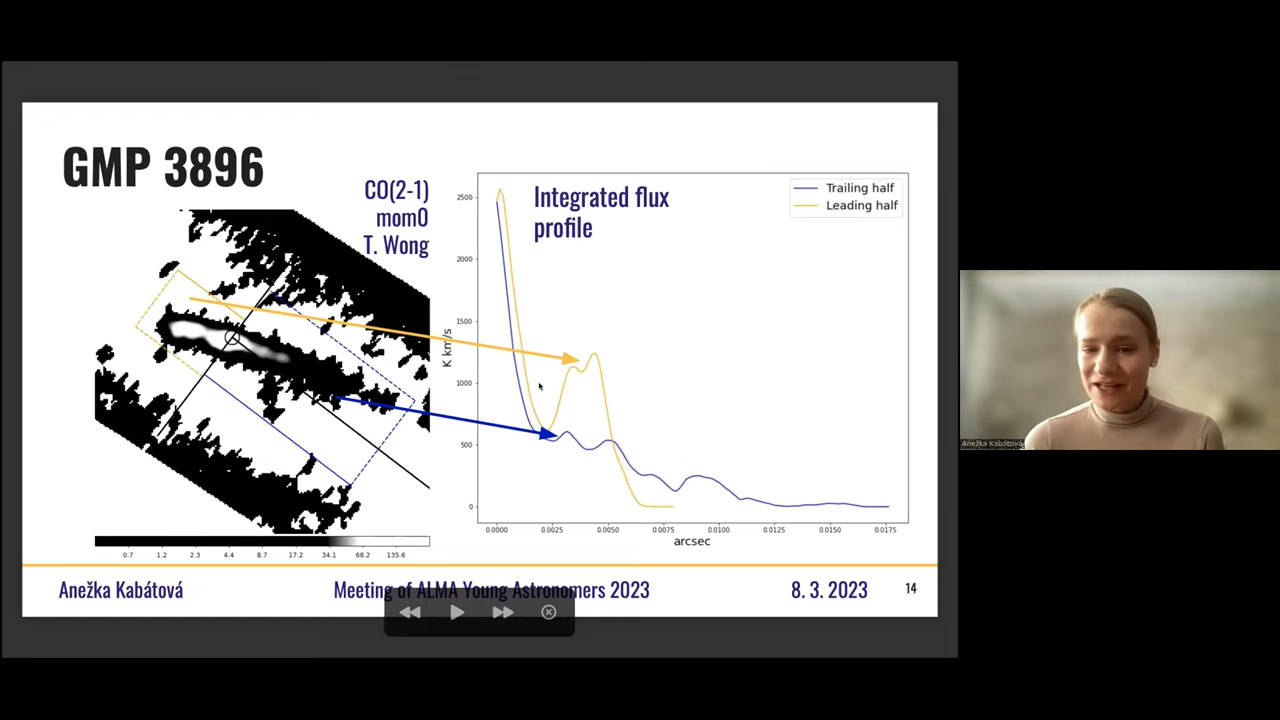 GMP 3896
CO(2-1)
mom0
T. Wong
Integrated flux
profile
Trailing half
Leading half
2500
2000
1500
1000
500
0
K km/s
0.0000 0.0025 0.0050 0.0075 0.0100 0.0125 0.0150 0.0175
arcsec
0.7 1.2 2.3 4.4 8.7 17.2 34.1 68.2 135.6
Anežka Kabátová
Meeting of ALMA Young Astronomers 2023
8. 3. 2023
14
Anežka Kabátová